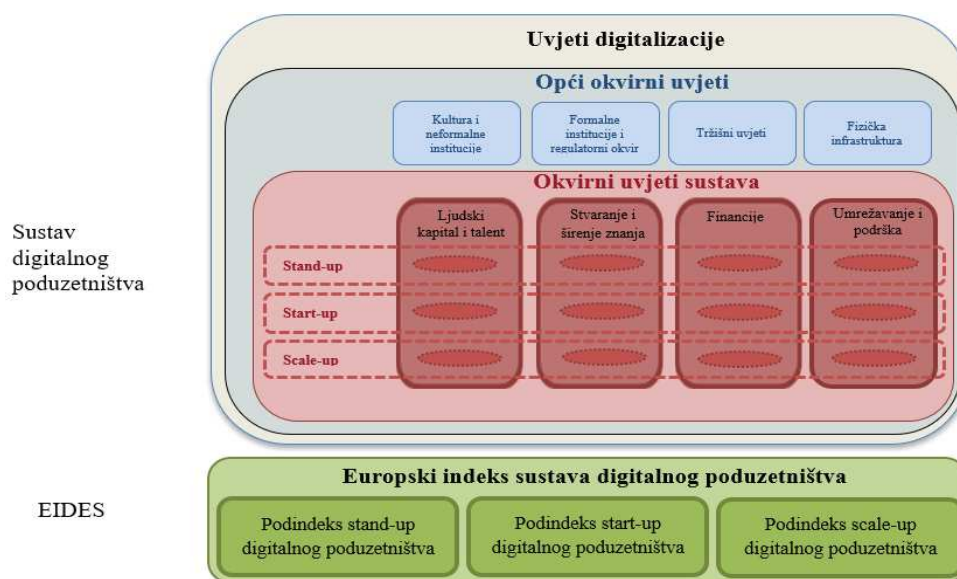 Uvjeti digitalizacije
Opći okvirni uvjeti
Kultura i
neformalne
institucije
Formalne
institucije i
regulatorni okvir
Tržišni uvjeti
Fizička
infrastruktura
Okvirni uvjeti sustava
Ljudski
kapital i talent
Stvaranje i
širenje znanja
Financije
Umrežavanje i
podrška
Sustav
digitalnog
poduzetništva
Stand-up
Start-up
Scale-up
EIDES
Europski indeks sustava digitalnog poduzetništva
Podindeks stand-up
digitalnog poduzetništva
Podindeks start-up
digitalnog poduzetništva
Podindeks scale-up
digitalnog poduzetništva